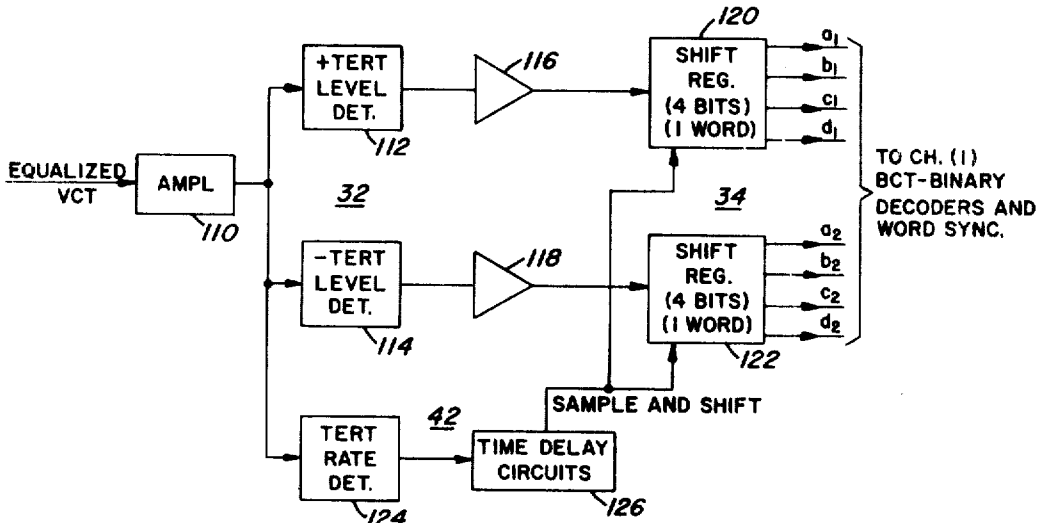 120
+TERT
LEVEL
DET.
112
116
SHIFT
REG.
(4 BITS)
(1 WORD)
a1
b1
c1
d1
EQUALIZED
VCT
AMPL
110
32
34
TO CH. (1)
BCT-BINARY
DECODERS AND
WORD SYNC.
-TERT
LEVEL
DET.
114
118
SHIFT
REG.
(4 BITS)
(1 WORD)
122
a2
b2
c2
d2
SAMPLE AND SHIFT
TERT
RATE
DET.
124
42
TIME DELAY
CIRCUITS
126